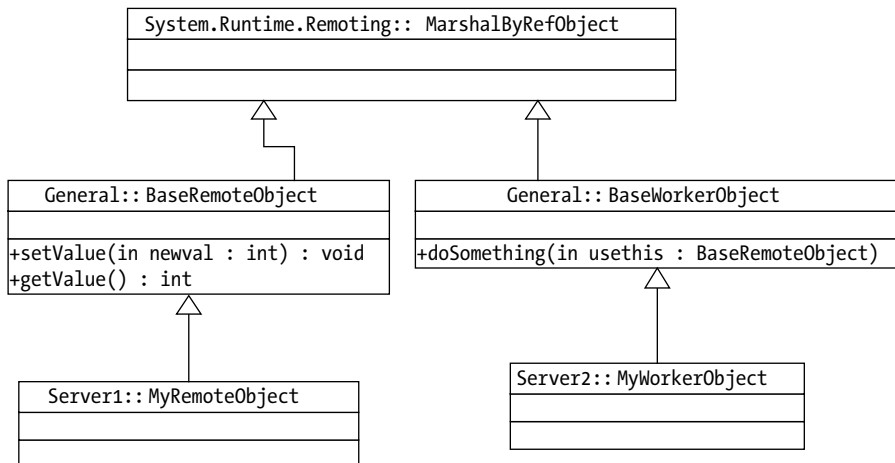 System.Runtime.Remoting:: MarshalByRefObject
General::BaseRemoteObject
+setValue(in newval : int) : void
+getValue() : int
General::BaseWorkerObject
+doSomething(in usethis : BaseRemoteObject)
Server1::MyRemoteObject
Server2::MyWorkerObject